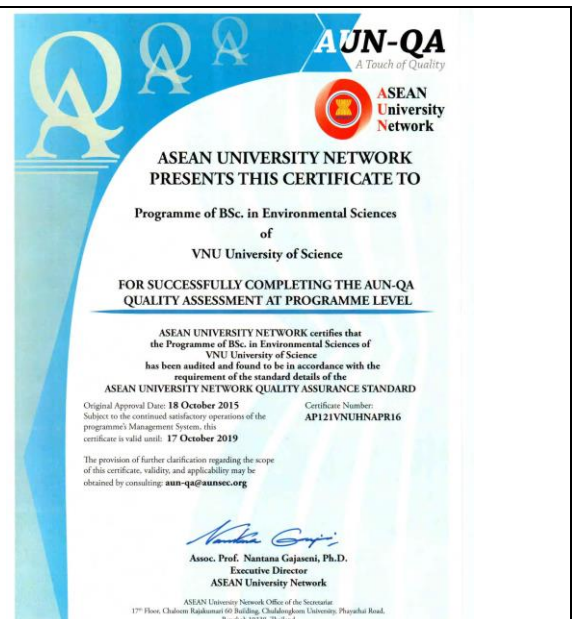 AUN-QA
A Touch of Quality
ASEAN
University
Network
ASEAN UNIVERSITY NETWORK
PRESENTS THIS CERTIFICATE TO
Programme of BSc. in Environmental Sciences
of
VNU University of Science
FOR SUCCESSFULLY COMPLETING THE AUN-QA
QUALITY ASSESSMENT AT PROGRAMME LEVEL
ASEAN UNIVERSITY NETWORK certifies that
the Programme of BSc. in Environmental Sciences of
VNU University of Science
has been audited and found to be in accordance with the
requirement of the standard details of the
ASEAN UNIVERSITY NETWORK QUALITY ASSURANCE STANDARD
Original Approval Date: 18 October 2015
Subject to the continued satisfactory operations of the
programme's Management System, this
certificate is valid until: 17 October 2019
Certificate Number:
AP121VNUHNAPR16
The provision of further clarification regarding the scope
of this certificate, validity, and applicability may be
obtained by consulting: aun-qa@aunsec.org
Assoc. Prof. Nantana Gajaseni, Ph.D.
Executive Director
ASEAN University Network
ASEAN University Network Office of the Secretariat
17th Floor, Chaloem Rajakumari 60 Building, Chulalongkorn University, Phayathai Road,